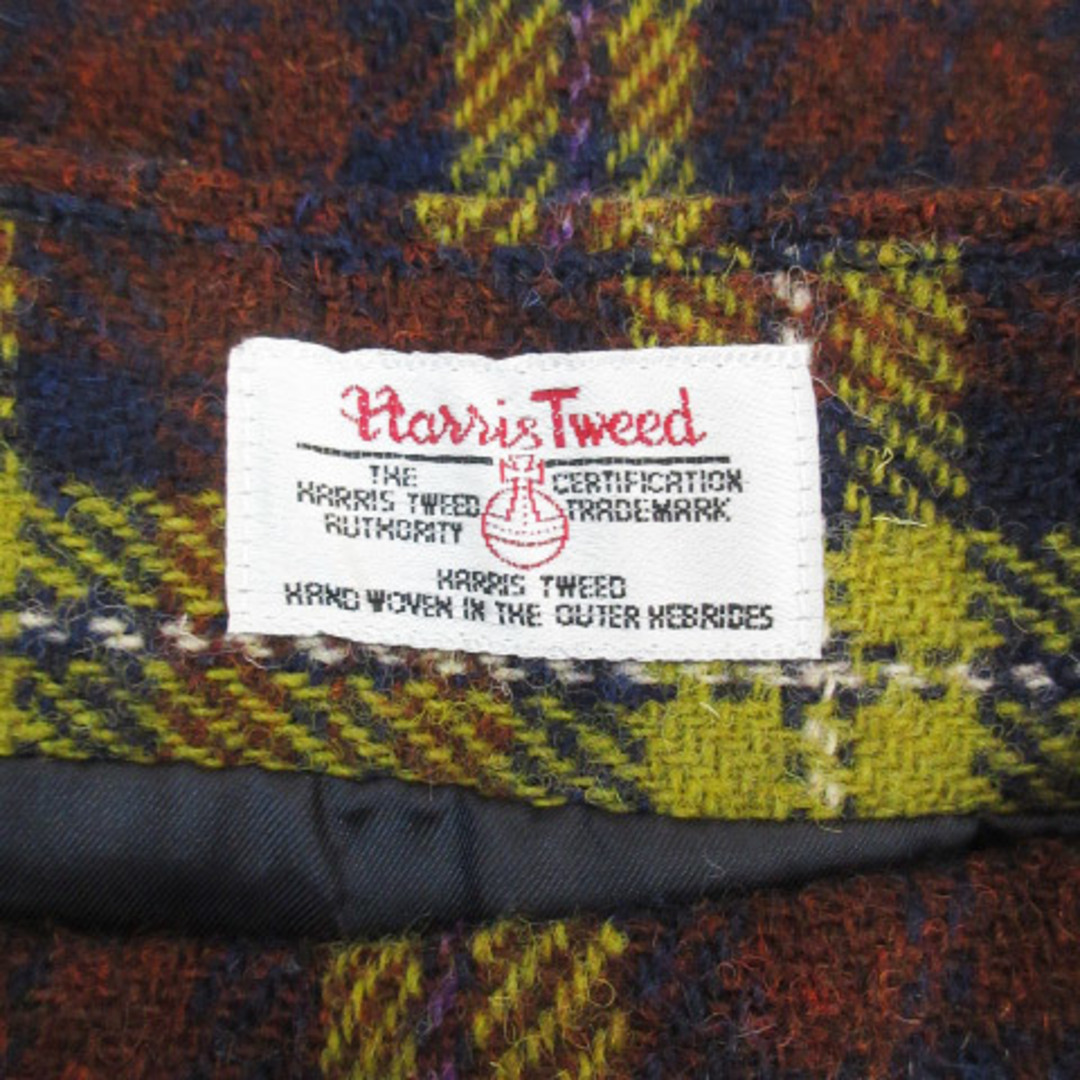 Harris Tweed
THE
HARRIS TWEED
AUTHORITY
CERTIFICATION
TRADEMARK
HARRIS TWEED
HAND WOVEN IN THE OUTER HEBRIDES